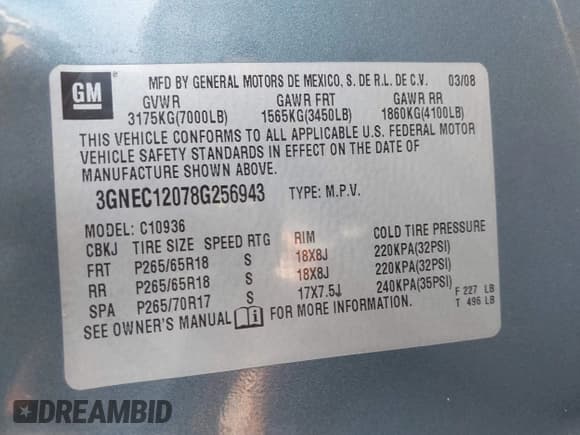 GM
MFD BY GENERAL MOTORS DE MEXICO, S. DE R.L. DE C.V. 03/08
GVWR GAWR FRT GAWR RR
3175KG(7000LB) 1565KG(3450LB) 1860KG(4100LB)
THIS VEHICLE CONFORMS TO ALL APPLICABLE U.S. FEDERAL MOTOR
VEHICLE SAFETY STANDARDS IN EFFECT ON THE DATE OF
MANUFACTURE SHOWN ABOVE.
3GNEC12078G256943 TYPE: M.P.V.
MODEL: C10936
CBKJ TIRE SIZE SPEED RTG RIM COLD TIRE PRESSURE
FRT P265/65R18 S 18X8J 220KPA(32PSI)
RR P265/65R18 S 18X8J 220KPA(32PSI)
SPA P265/70R17 S 17X7.5J 240KPA(35PSI)
F 227 LB
T 496 LB
SEE OWNER'S MANUAL i FOR MORE INFORMATION.
DREAMBID